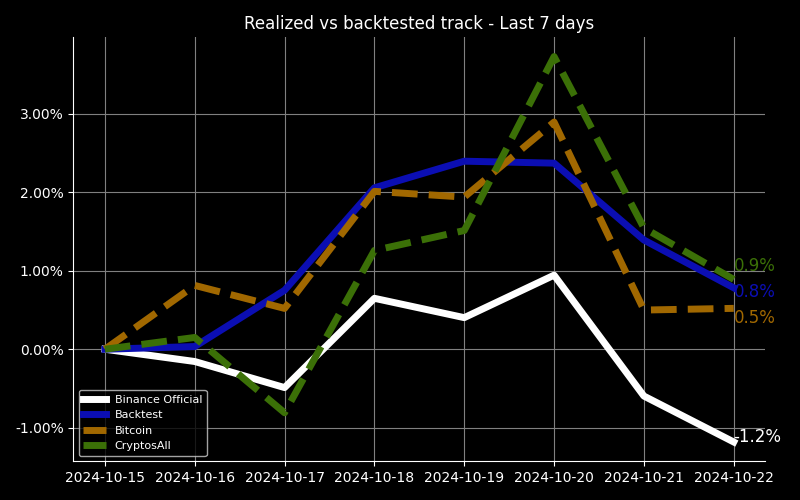 Realized vs backtested track - Last 7 days
3.00%
2.00%
1.00%
0.00%
-1.00%
0.9%
0.8%
0.5%
-1.2%
Binance Official
Backtest
Bitcoin
CryptosAll
2024-10-15 2024-10-16 2024-10-17 2024-10-18 2024-10-19 2024-10-20 2024-10-21 2024-10-22